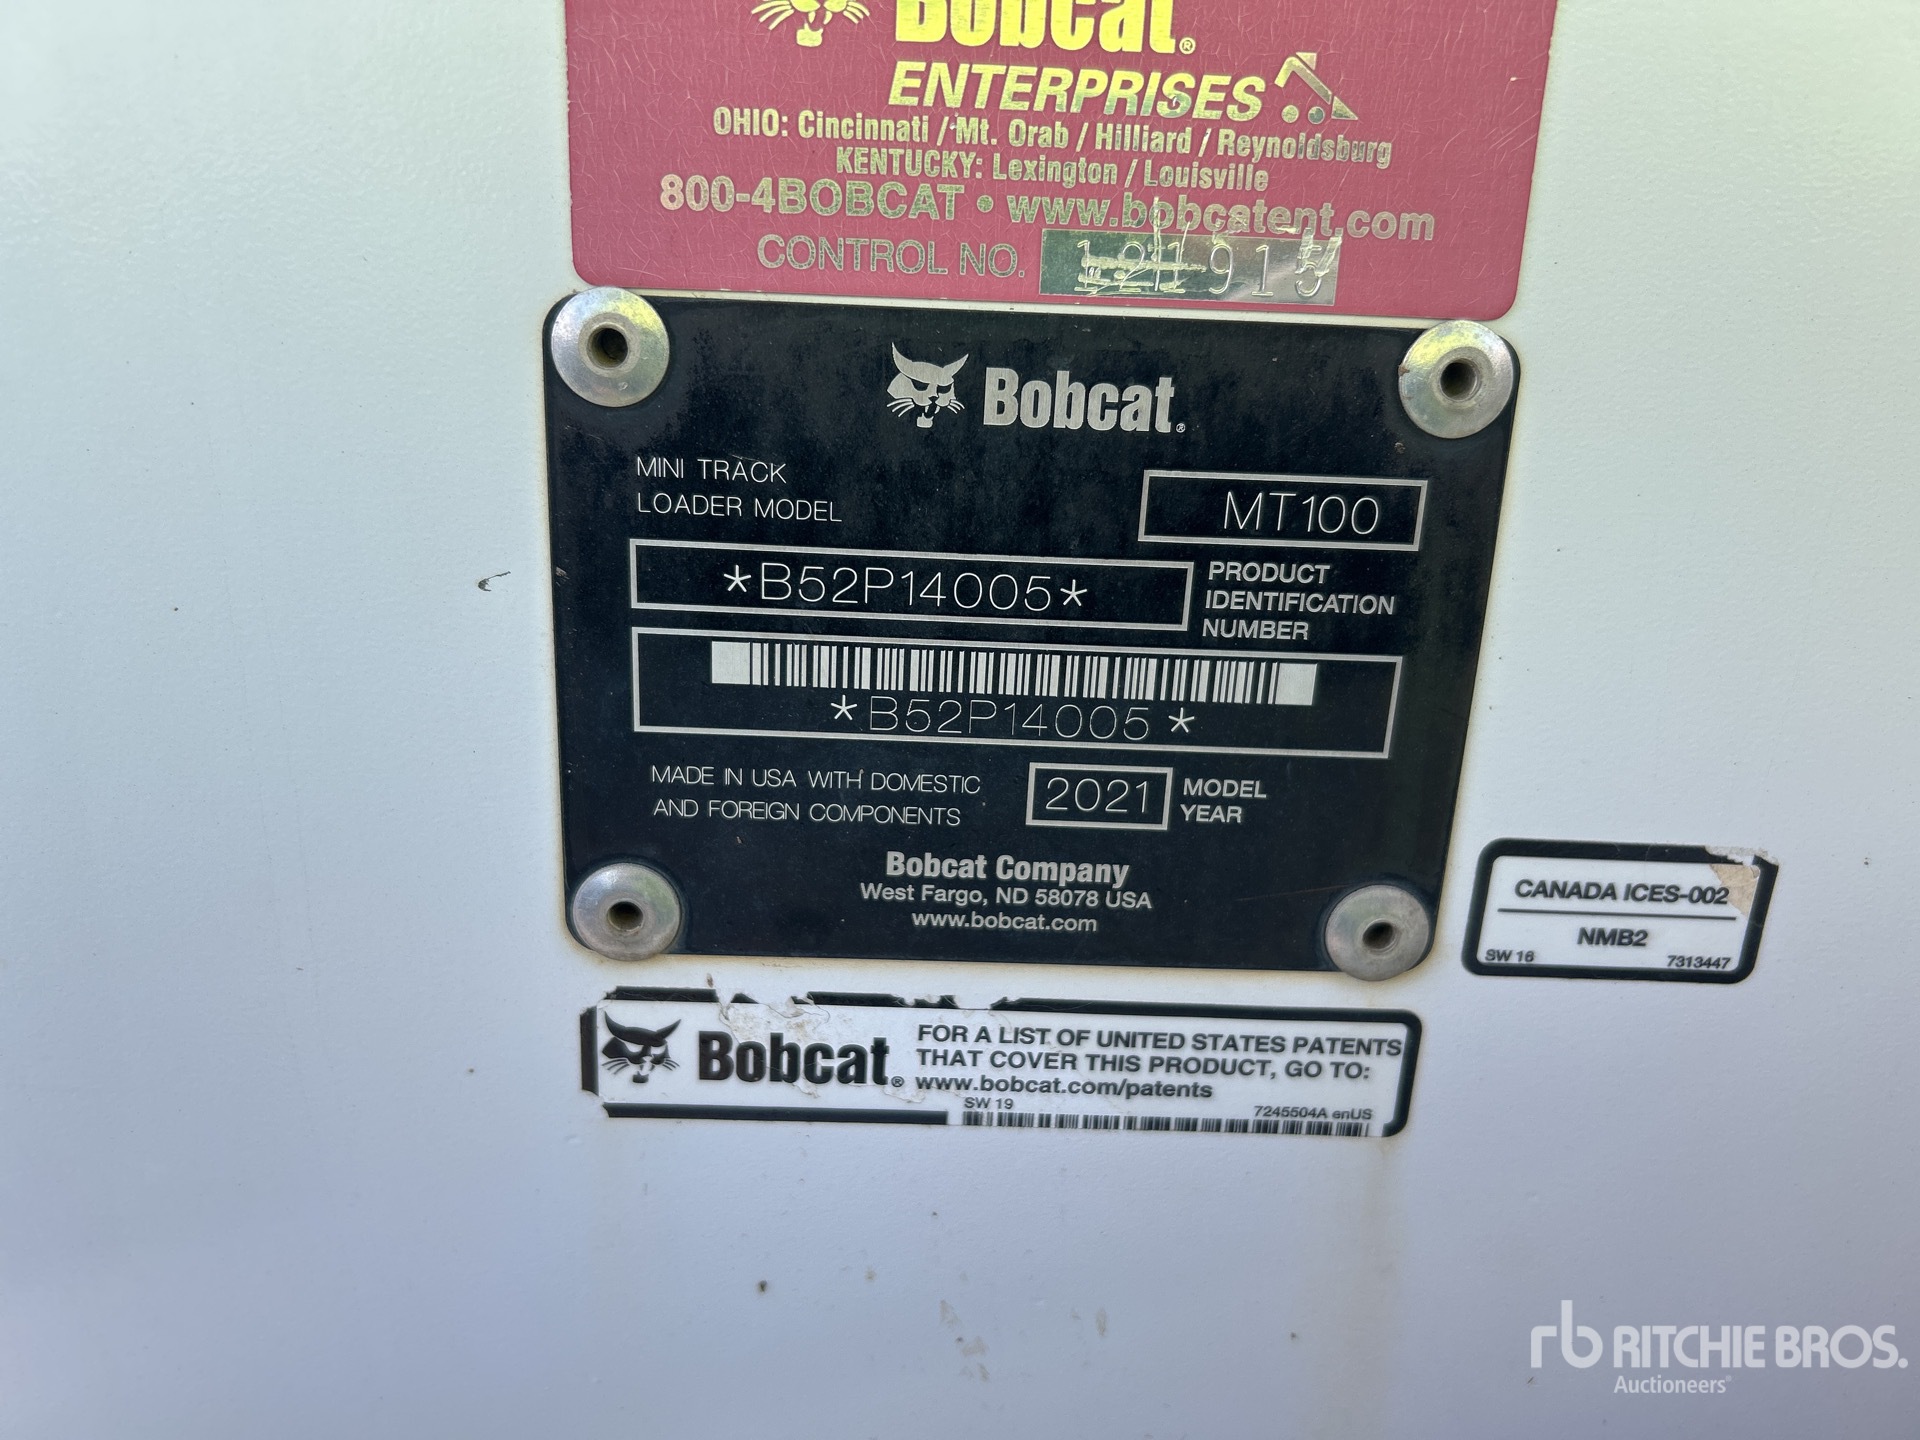 Bobcat®
ENTERPRISES
OHIO: Cincinnati / Mt. Orab / Hilliard / Reynoldsburg
KENTUCKY: Lexington / Louisville
800-4BOBCAT • www.bobcatent.com
CONTROL NO.
Bobcat®
MINI TRACK
LOADER MODEL
MT100
*B52P14005*
PRODUCT
IDENTIFICATION
NUMBER
*B52P14005*
MADE IN USA WITH DOMESTIC
AND FOREIGN COMPONENTS
2021
MODEL
YEAR
Bobcat Company
West Fargo, ND 58078 USA
www.bobcat.com
CANADA ICES-002
NMB2
SW 16 7313447
Bobcat®
FOR A LIST OF UNITED STATES PATENTS
THAT COVER THIS PRODUCT, GO TO:
www.bobcat.com/patents
SW 19 7245504A enUS
rb RITCHIE BROS.
Auctioneers®